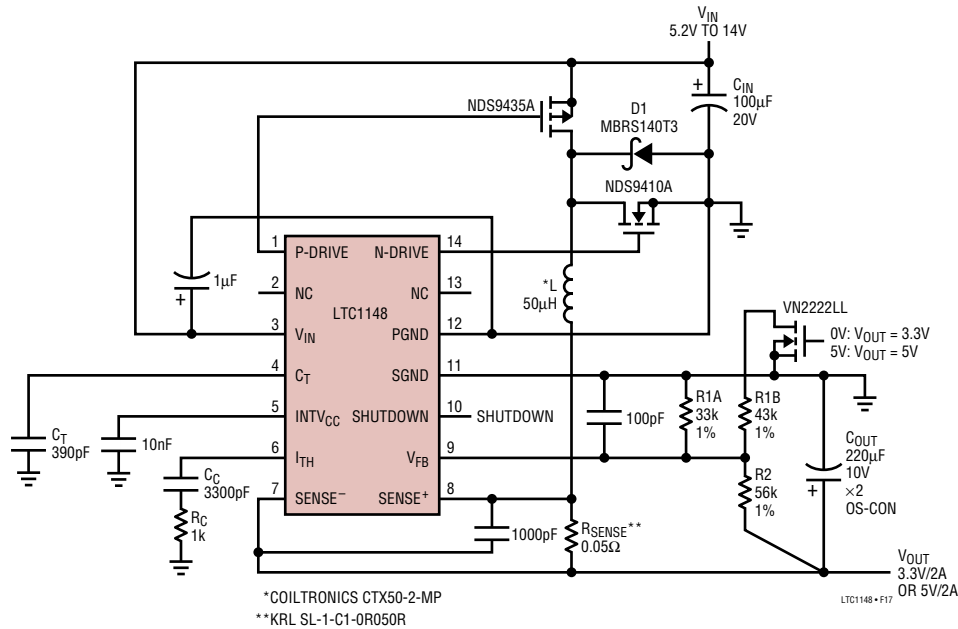 V_IN
5.2V TO 14V
C_IN
100μF
20V
+
NDS9435A
D1
MBRS140T3
NDS9410A
1 P-DRIVE N-DRIVE 14
2 NC NC 13
LTC1148
3 V_IN PGND 12
4 C_T SGND 11
5 INTV_CC SHUTDOWN 10 SHUTDOWN
6 I_TH V_FB 9
7 SENSE⁻ SENSE⁺ 8
1μF
+
*L
50μH
VN2222LL
0V: V_OUT = 3.3V
5V: V_OUT = 5V
C_T
390pF
10nF
C_C
3300pF
R_C
1k
100pF
R1A
33k
1%
R1B
43k
1%
R2
56k
1%
C_OUT
220μF
10V
×2
OS-CON
+
1000pF
R_SENSE**
0.05Ω
V_OUT
3.3V/2A
OR 5V/2A
LTC1148 • F17
*COILTRONICS CTX50-2-MP
**KRL SL-1-C1-0R050R